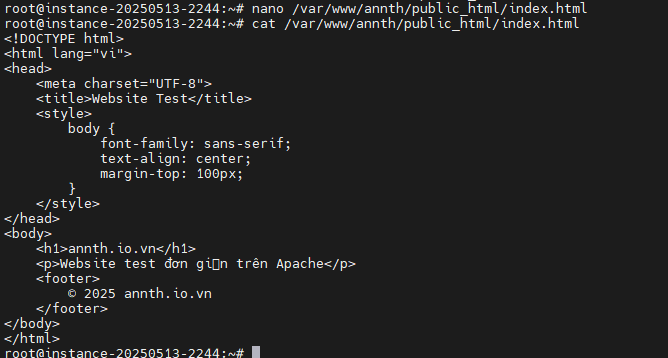 root@instance-20250513-2244:~# nano /var/www/annth/public_html/index.html
root@instance-20250513-2244:~# cat /var/www/annth/public_html/index.html
<!DOCTYPE html>
<html lang="vi">
<head>
    <meta charset="UTF-8">
    <title>Website Test</title>
    <style>
        body {
            font-family: sans-serif;
            text-align: center;
            margin-top: 100px;
        }
    </style>
</head>
<body>
    <h1>annth.io.vn</h1>
    <p>Website test đơn gi▯n trên Apache</p>
    <footer>
        © 2025 annth.io.vn
    </footer>
</body>
</html>
root@instance-20250513-2244:~#